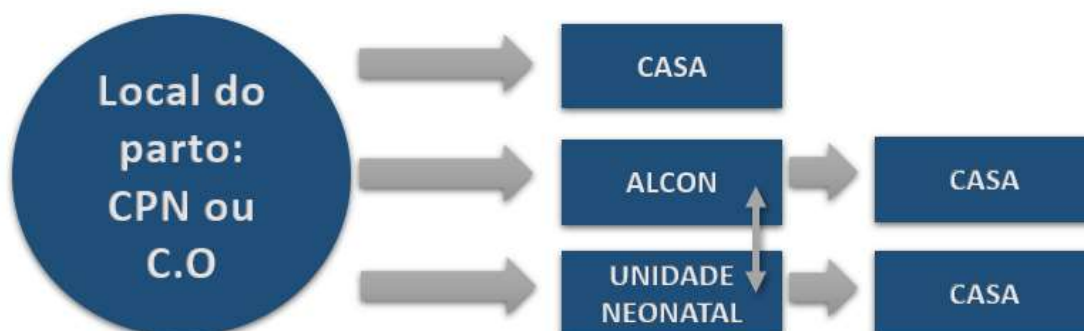 Local do
parto:
CPN ou
C.O
CASA
ALCON
CASA
UNIDADE
NEONATAL
CASA